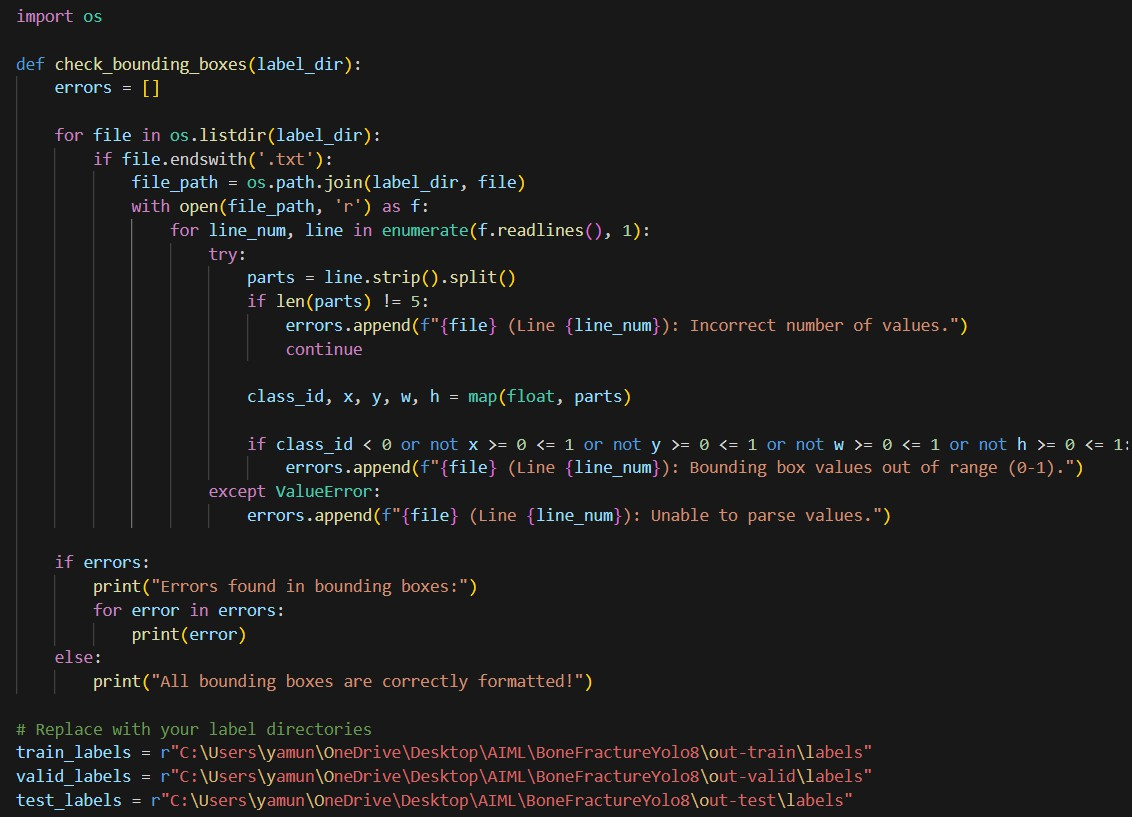 import os
def check_bounding_boxes(label_dir):
    errors = []
    for file in os.listdir(label_dir):
        if file.endswith('.txt'):
            file_path = os.path.join(label_dir, file)
            with open(file_path, 'r') as f:
                for line_num, line in enumerate(f.readlines(), 1):
                    try:
                        parts = line.strip().split()
                        if len(parts) != 5:
                            errors.append(f"{file} (Line {line_num}): Incorrect number of values.")
                            continue
                        class_id, x, y, w, h = map(float, parts)
                        if class_id < 0 or not x >= 0 <= 1 or not y >= 0 <= 1 or not w >= 0 <= 1 or not h >= 0 <= 1:
                            errors.append(f"{file} (Line {line_num}): Bounding box values out of range (0-1).")
                    except ValueError:
                        errors.append(f"{file} (Line {line_num}): Unable to parse values.")
    if errors:
        print("Errors found in bounding boxes:")
        for error in errors:
            print(error)
    else:
        print("All bounding boxes are correctly formatted!")
# Replace with your label directories
train_labels = r"C:\Users\yamun\OneDrive\Desktop\AIML\BoneFractureYolo8\out-train\labels"
valid_labels = r"C:\Users\yamun\OneDrive\Desktop\AIML\BoneFractureYolo8\out-valid\labels"
test_labels = r"C:\Users\yamun\OneDrive\Desktop\AIML\BoneFractureYolo8\out-test\labels"